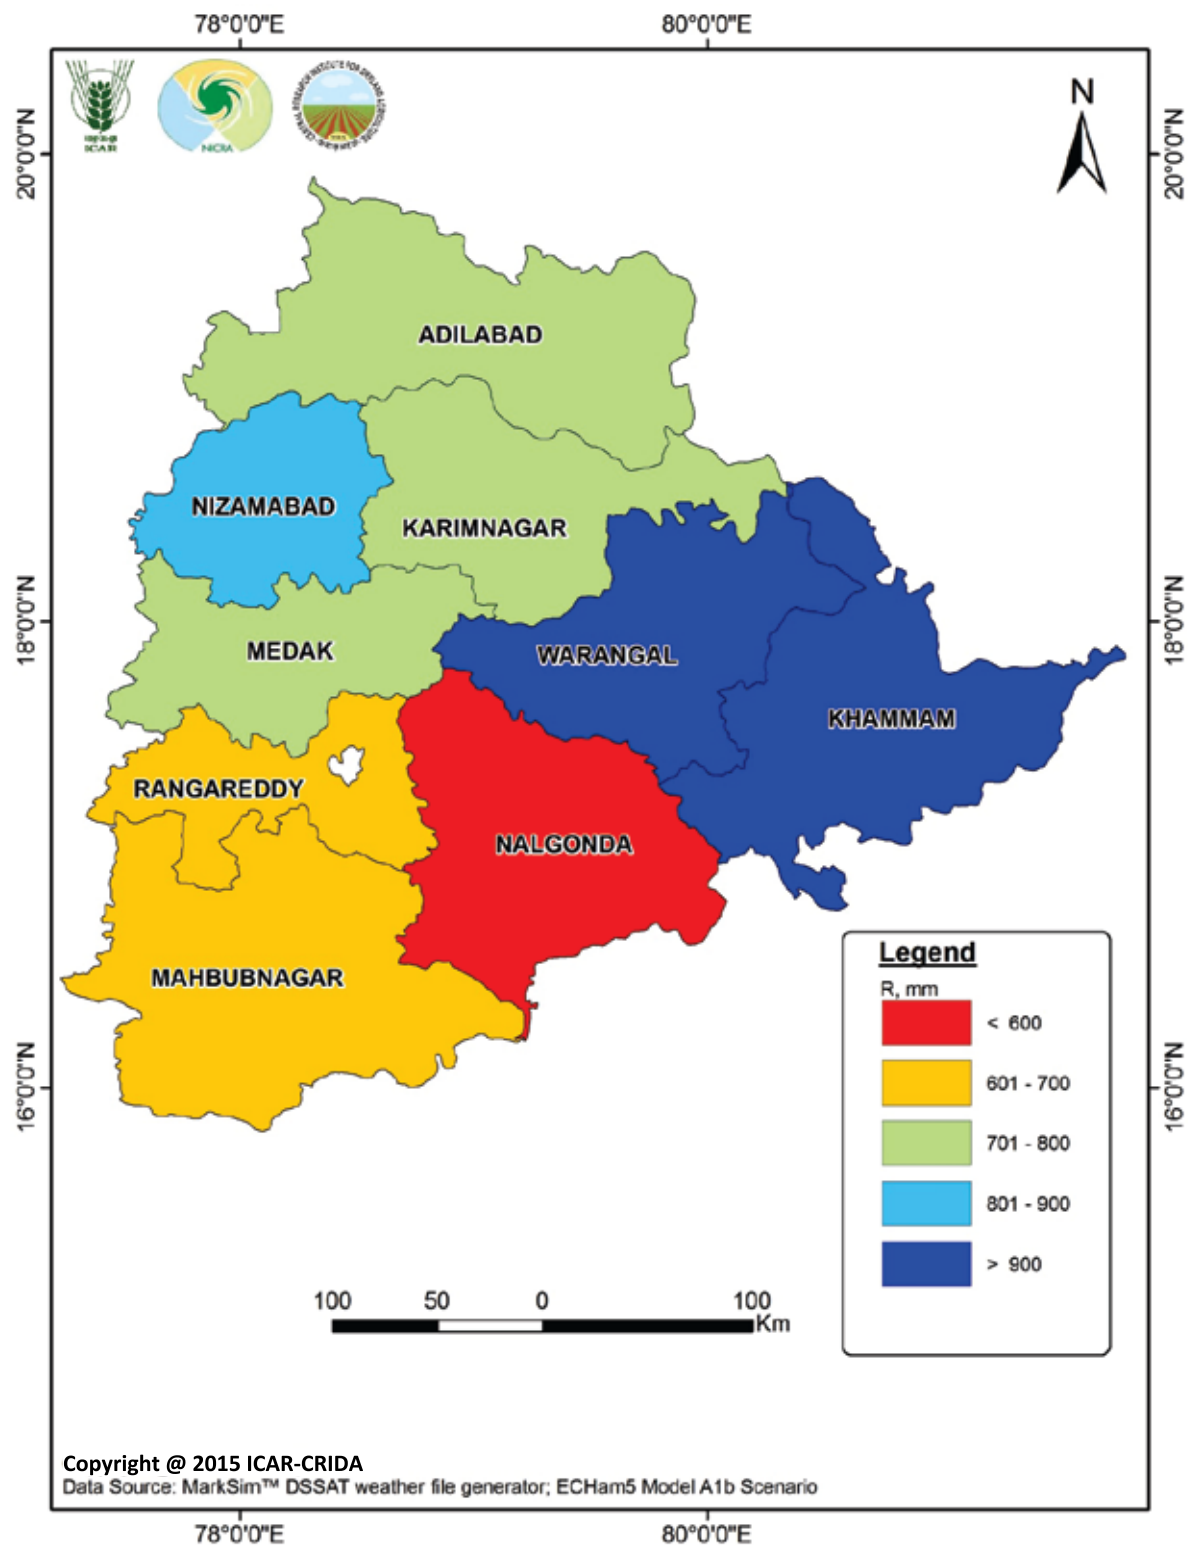 78°0'0"E 80°0'0"E
20°0'0"N 20°0'0"N
ICAR
NICRA
N
ADILABAD
NIZAMABAD
KARIMNAGAR
18°0'0"N 18°0'0"N
MEDAK
WARANGAL
KHAMMAM
RANGAREDDY
NALGONDA
MAHBUBNAGAR
Legend
R, mm
< 600
601 - 700
16°0'0"N 16°0'0"N
701 - 800
801 - 900
> 900
100 50 0 100
Km
Copyright @ 2015 ICAR-CRIDA
Data Source: MarkSim™ DSSAT weather file generator; ECHam5 Model A1b Scenario
78°0'0"E 80°0'0"E